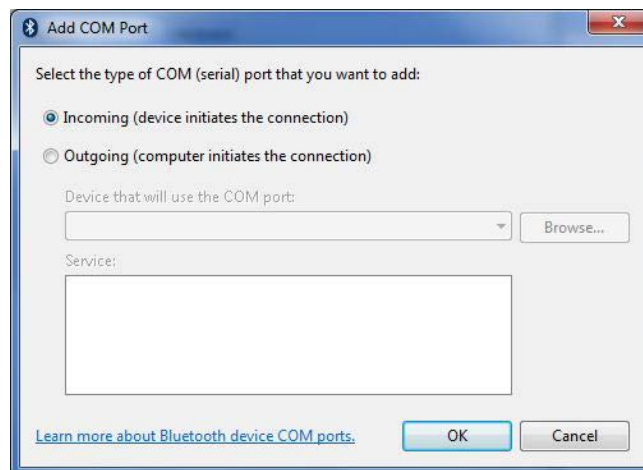 Add COM Port
Select the type of COM (serial) port that you want to add:
Incoming (device initiates the connection)
Outgoing (computer initiates the connection)
Device that will use the COM port:
Browse...
Service:
Learn more about Bluetooth device COM ports.
OK
Cancel